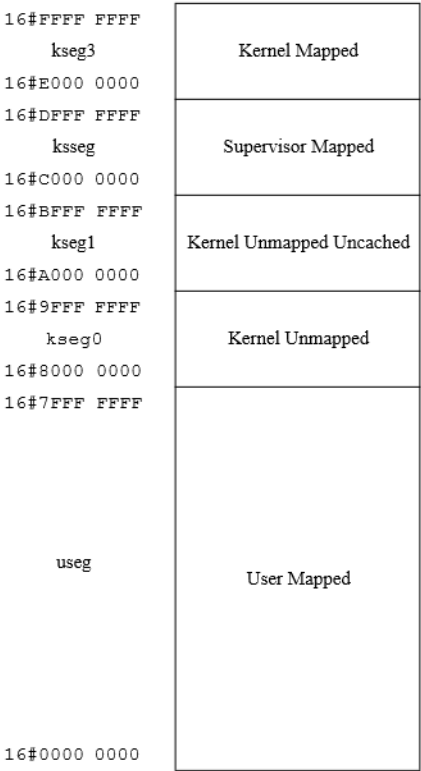 16#FFFF FFFF
kseg3
Kernel Mapped
16#E000 0000
16#DFFF FFFF
ksseg
Supervisor Mapped
16#C000 0000
16#BFFF FFFF
kseg1
Kernel Unmapped Uncached
16#A000 0000
16#9FFF FFFF
kseg0
Kernel Unmapped
16#8000 0000
16#7FFF FFFF
useg
User Mapped
16#0000 0000